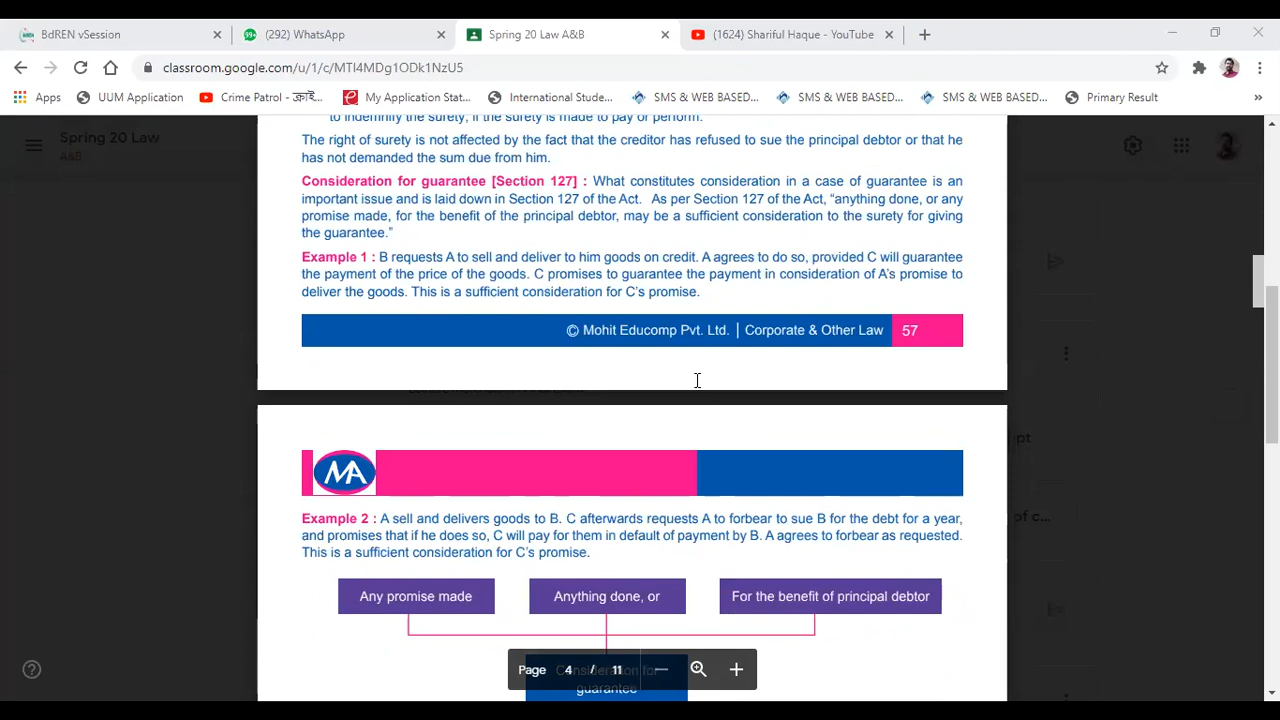 BdREN vSession
(292) WhatsApp
Spring 20 Law A&B
(1624) Shariful Haque - YouTube
classroom.google.com/u/1/c/MTI4MDg1ODk1NzU5
Apps
UUM Application
Crime Patrol - ক্রাই...
My Application Stat...
International Stude...
SMS & WEB BASED...
SMS & WEB BASED...
SMS & WEB BASED...
Primary Result
»
Spring 20 Law
A&B
to indemnify the surety, if the surety is made to pay or perform.
The right of surety is not affected by the fact that the creditor has refused to sue the principal debtor or that he
has not demanded the sum due from him.
Consideration for guarantee [Section 127] : What constitutes consideration in a case of guarantee is an
important issue and is laid down in Section 127 of the Act. As per Section 127 of the Act, “anything done, or any
promise made, for the benefit of the principal debtor, may be a sufficient consideration to the surety for giving
the guarantee.”
Example 1 : B requests A to sell and deliver to him goods on credit. A agrees to do so, provided C will guarantee
the payment of the price of the goods. C promises to guarantee the payment in consideration of A’s promise to
deliver the goods. This is a sufficient consideration for C’s promise.
© Mohit Educomp Pvt. Ltd. | Corporate & Other Law 57
MA
Example 2 : A sell and delivers goods to B. C afterwards requests A to forbear to sue B for the debt for a year,
and promises that if he does so, C will pay for them in default of payment by B. A agrees to forbear as requested.
This is a sufficient consideration for C’s promise.
Any promise made
Anything done, or
For the benefit of principal debtor
Consideration for
guarantee
Page 4 / 11